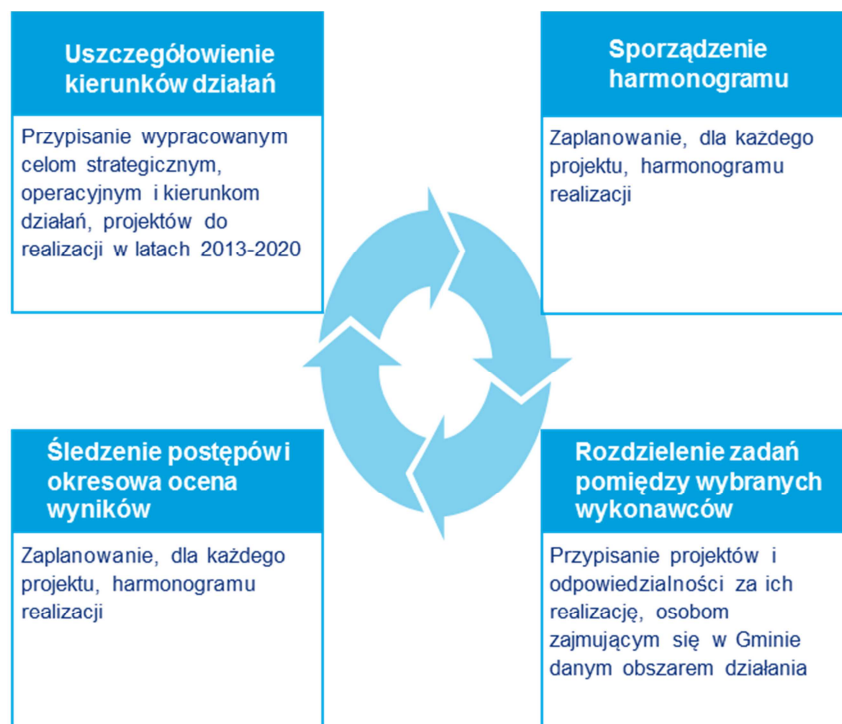 Uszczegółowienie
kierunków działań
Przypisanie wypracowanym
celom strategicznym,
operacyjnym i kierunkom
działań, projektów do
realizacji w latach 2013-2020
Sporządzenie
harmonogramu
Zaplanowanie, dla każdego
projektu, harmonogramu
realizacji
Śledzenie postępów i
okresowa ocena
wyników
Zaplanowanie, dla każdego
projektu, harmonogramu
realizacji
Rozdzielenie zadań
pomiędzy wybranych
wykonawców
Przypisanie projektów i
odpowiedzialności za ich
realizację, osobom
zajmującym się w Gminie
danym obszarem działania